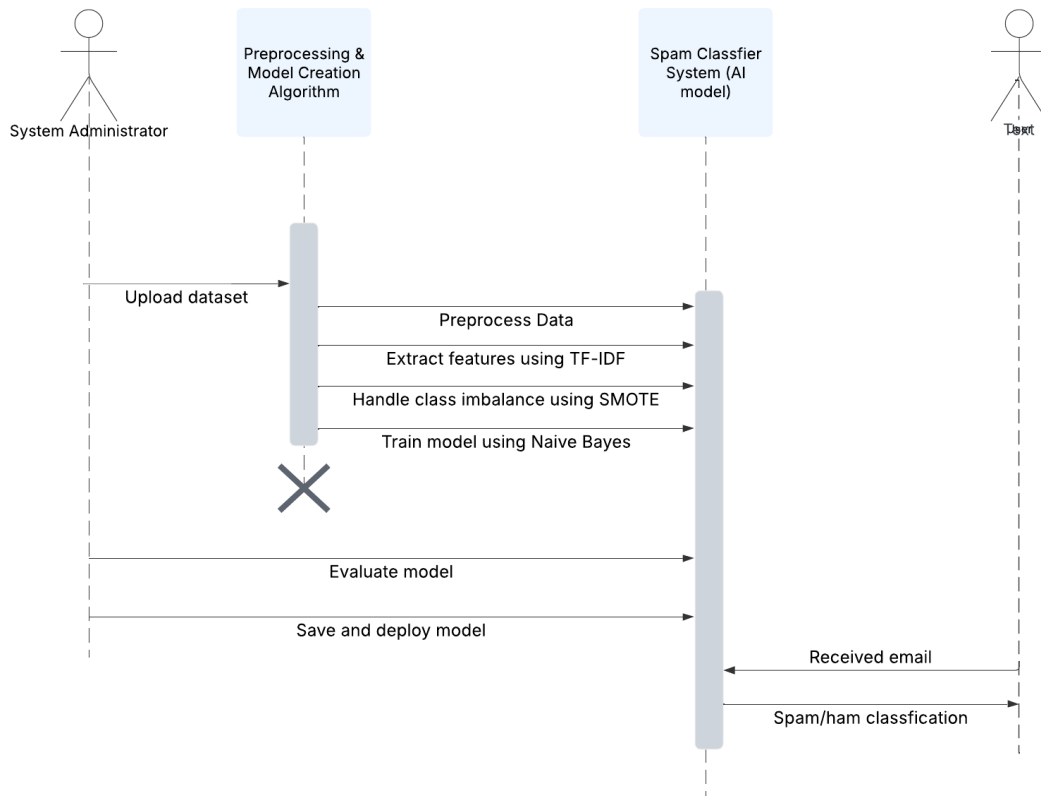 Preprocessing &
Model Creation
Algorithm
Spam Classfier
System (AI
model)
System Administrator
Upload dataset
Preprocess Data
Extract features using TF-IDF
Handle class imbalance using SMOTE
Train model using Naive Bayes
Evaluate model
Save and deploy model
Received email
Spam/ham classfication